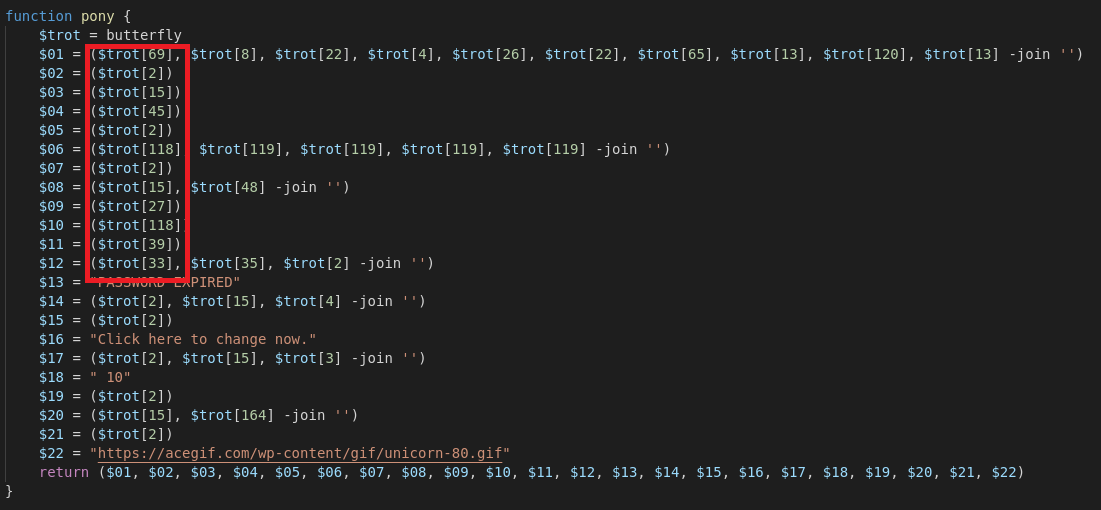 function pony {
$trot = butterfly
$01 = ($trot[69], $trot[8], $trot[22], $trot[4], $trot[26], $trot[22], $trot[65], $trot[13], $trot[120], $trot[13] -join '')
$02 = ($trot[2])
$03 = ($trot[15])
$04 = ($trot[45])
$05 = ($trot[2])
$06 = ($trot[118] $trot[119], $trot[119], $trot[119], $trot[119] -join '')
$07 = ($trot[2])
$08 = ($trot[15], $trot[48] -join '')
$09 = ($trot[27])
$10 = ($trot[118])
$11 = ($trot[39])
$12 = ($trot[33], $trot[35], $trot[2] -join '')
$13 = "PASSWORD EXPIRED"
$14 = ($trot[2], $trot[15], $trot[4] -join '')
$15 = ($trot[2])
$16 = "Click here to change now."
$17 = ($trot[2], $trot[15], $trot[3] -join '')
$18 = " 10"
$19 = ($trot[2])
$20 = ($trot[15], $trot[164] -join '')
$21 = ($trot[2])
$22 = "https://acegif.com/wp-content/gif/unicorn-80.gif"
return ($01, $02, $03, $04, $05, $06, $07, $08, $09, $10, $11, $12, $13, $14, $15, $16, $17, $18, $19, $20, $21, $22)
}